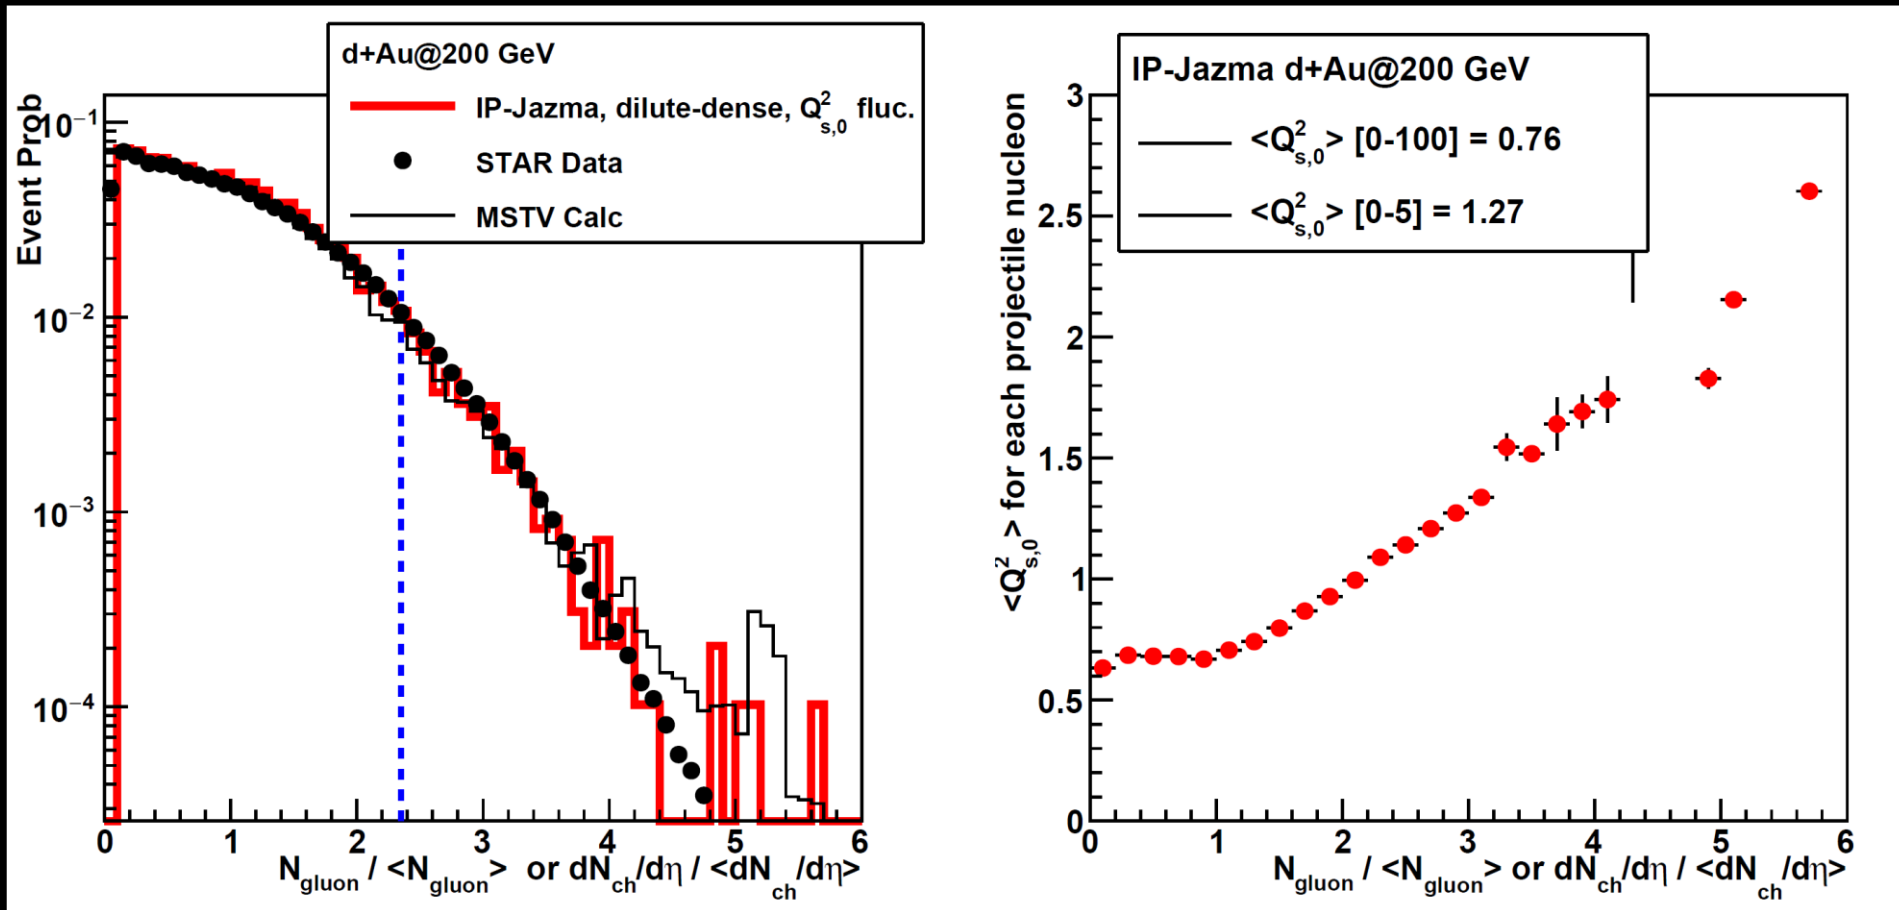 d+Au@200 GeV
IP-Jazma, dilute-dense, Q²s,0 fluc.
STAR Data
MSTV Calc
Event Prob
10⁻¹
10⁻²
10⁻³
10⁻⁴
0 1 2 3 4 5 6
Ngluon / <Ngluon> or dNch/dη / <dNch/dη>
IP-Jazma d+Au@200 GeV
<Q²s,0> [0-100] = 0.76
<Q²s,0> [0-5] = 1.27
<Q²s,0> for each projectile nucleon
3
2.5
2
1.5
1
0.5
0
0 1 2 3 4 5 6
Ngluon / <Ngluon> or dNch/dη / <dNch/dη>